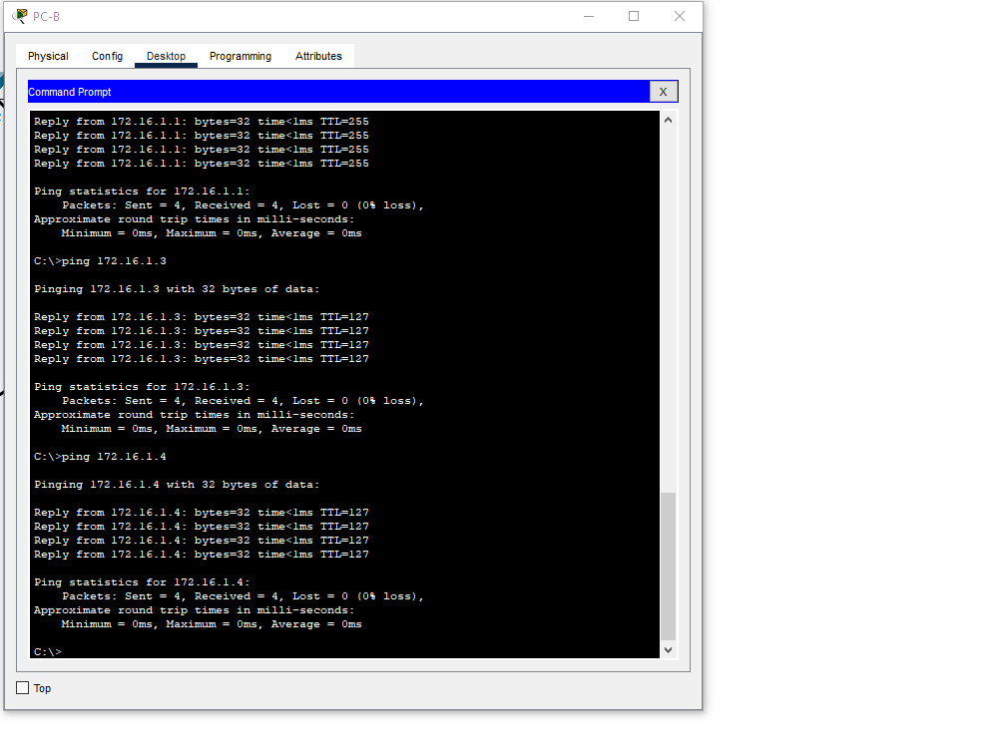 PC-B
Physical Config Desktop Programming Attributes
Command Prompt X
Reply from 172.16.1.1: bytes=32 time<1ms TTL=255
Reply from 172.16.1.1: bytes=32 time<1ms TTL=255
Reply from 172.16.1.1: bytes=32 time<1ms TTL=255
Reply from 172.16.1.1: bytes=32 time<1ms TTL=255
Ping statistics for 172.16.1.1:
Packets: Sent = 4, Received = 4, Lost = 0 (0% loss),
Approximate round trip times in milli-seconds:
Minimum = 0ms, Maximum = 0ms, Average = 0ms
C:\>ping 172.16.1.3
Pinging 172.16.1.3 with 32 bytes of data:
Reply from 172.16.1.3: bytes=32 time<1ms TTL=127
Reply from 172.16.1.3: bytes=32 time<1ms TTL=127
Reply from 172.16.1.3: bytes=32 time<1ms TTL=127
Reply from 172.16.1.3: bytes=32 time<1ms TTL=127
Ping statistics for 172.16.1.3:
Packets: Sent = 4, Received = 4, Lost = 0 (0% loss),
Approximate round trip times in milli-seconds:
Minimum = 0ms, Maximum = 0ms, Average = 0ms
C:\>ping 172.16.1.4
Pinging 172.16.1.4 with 32 bytes of data:
Reply from 172.16.1.4: bytes=32 time<1ms TTL=127
Reply from 172.16.1.4: bytes=32 time<1ms TTL=127
Reply from 172.16.1.4: bytes=32 time<1ms TTL=127
Reply from 172.16.1.4: bytes=32 time<1ms TTL=127
Ping statistics for 172.16.1.4:
Packets: Sent = 4, Received = 4, Lost = 0 (0% loss),
Approximate round trip times in milli-seconds:
Minimum = 0ms, Maximum = 0ms, Average = 0ms
C:\>
Top